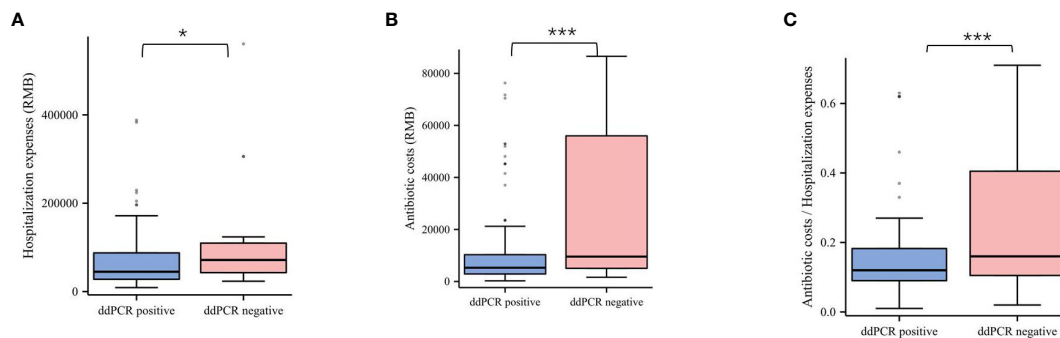 A
*
Hospitalization expenses (RMB)
400000
200000
0
ddPCR positive
ddPCR negative
B
***
Antibiotic costs (RMB)
80000
60000
40000
20000
0
ddPCR positive
ddPCR negative
C
***
Antibiotic costs / Hospitalization expenses
0.6
0.4
0.2
0.0
ddPCR positive
ddPCR negative